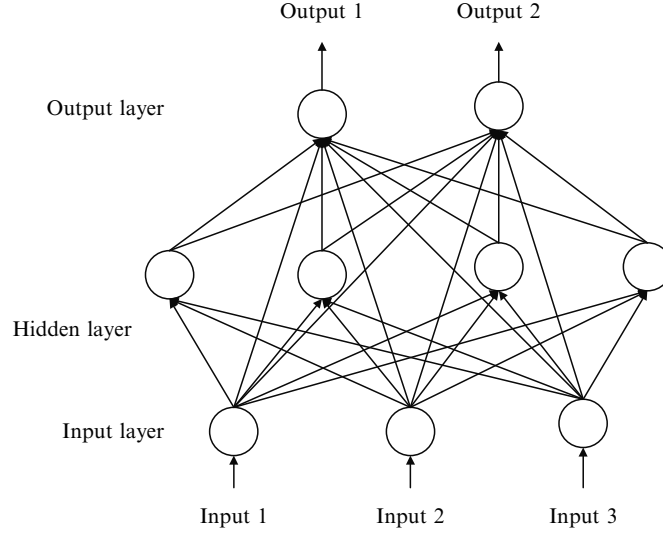 Output 1
Output 2
Output layer
Hidden layer
Input layer
Input 1
Input 2
Input 3